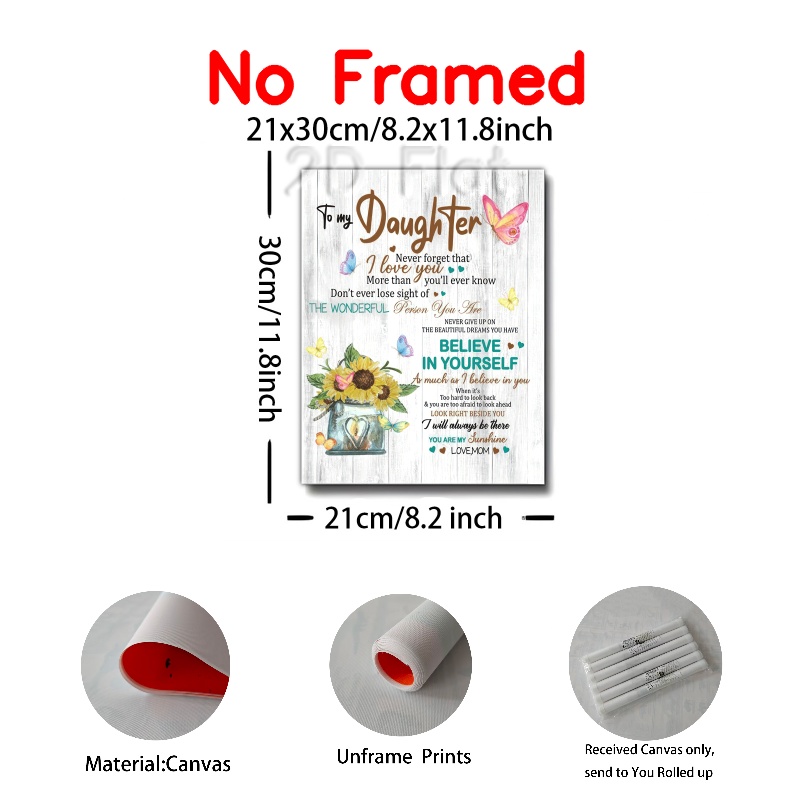 No Framed
21x30cm/8.2x11.8inch
2D Flat
30cm/11.8inch
To my Daughter
Never forget that
I love you
More than you'll ever know
Don't ever lose sight of
THE WONDERFUL Person You Are
NEVER GIVE UP ON
THE BEAUTIFUL DREAMS YOU HAVE
BELIEVE
IN YOURSELF
As much as I believe in you
When it's
Too hard to look back
& you are too afraid to look ahead
LOOK RIGHT BESIDE YOU
I will always be there
YOU ARE MY Sunshine
LOVE,MOM
21cm/8.2 inch
Material:Canvas
Unframe Prints
Received Canvas only,
send to You Rolled up